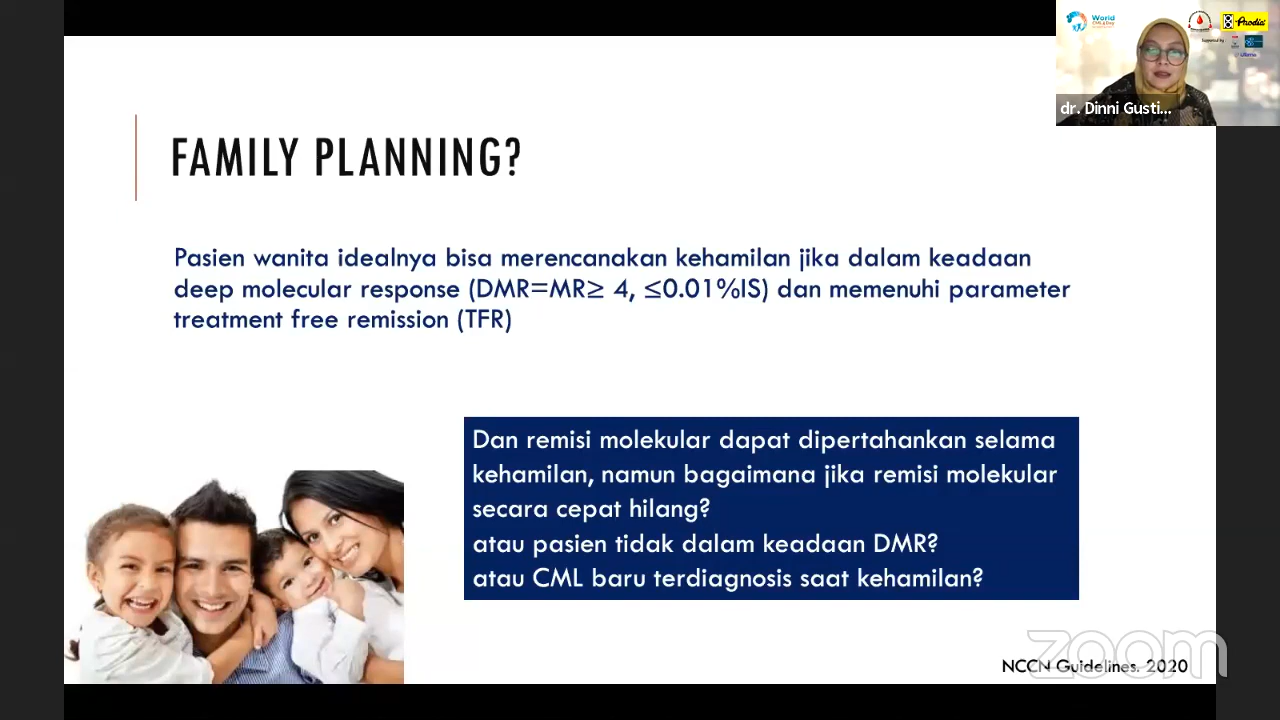 World
CML Day
Prodia
Supported by
dr. Dinni Gusti...
FAMILY PLANNING?
Pasien wanita idealnya bisa merencanakan kehamilan jika dalam keadaan
deep molecular response (DMR=MR≥ 4, ≤0.01%IS) dan memenuhi parameter
treatment free remission (TFR)
Dan remisi molekular dapat dipertahankan selama
kehamilan, namun bagaimana jika remisi molekular
secara cepat hilang?
atau pasien tidak dalam keadaan DMR?
atau CML baru terdiagnosis saat kehamilan?
zoom
NCCN Guidelines. 2020